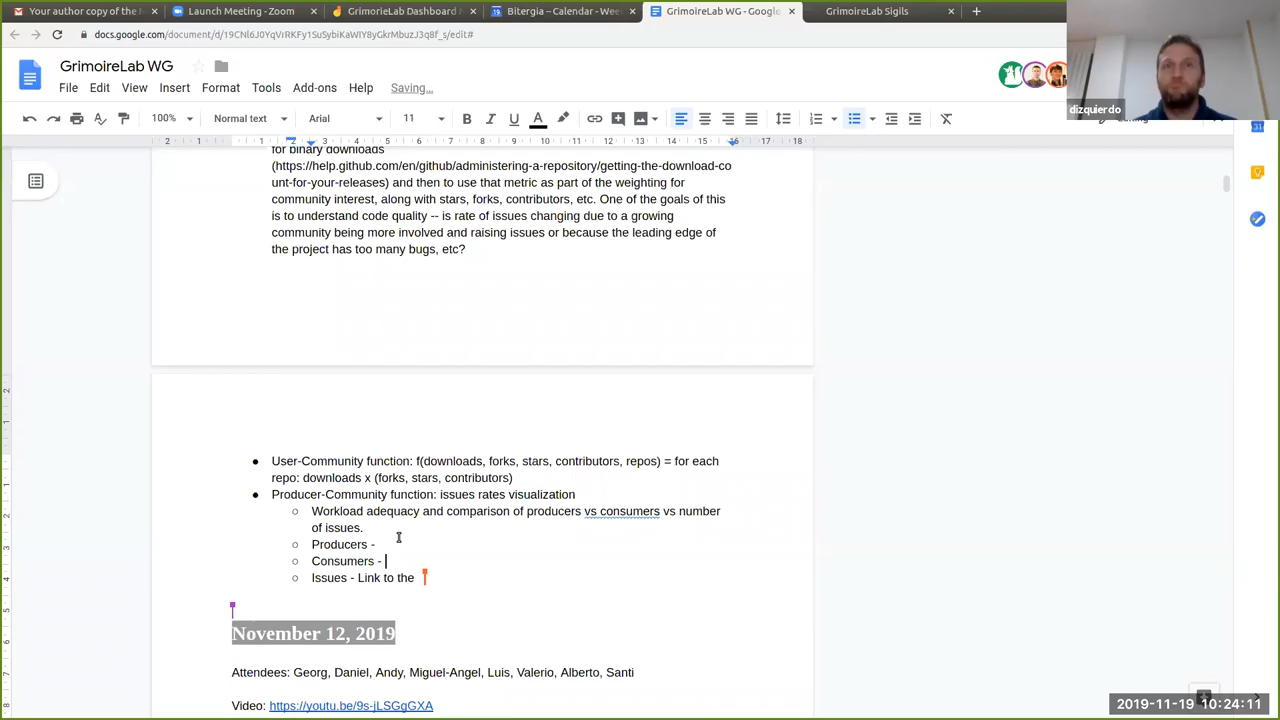 Your author copy of the M
Launch Meeting - Zoom
GrimorieLab Dashboard M
Bitergia – Calendar - Wee
GrimoireLab WG - Google
GrimoireLab Sigils
GrimoireLab WG
File Edit View Insert Format Tools Add-ons Help Saving...
100% Normal text Arial 11
dizquierdo
for binary downloads
(https://help.github.com/en/github/administering-a-repository/getting-the-download-co
unt-for-your-releases) and then to use that metric as part of the weighting for
community interest, along with stars, forks, contributors, etc. One of the goals of this
is to understand code quality -- is rate of issues changing due to a growing
community being more involved and raising issues or because the leading edge of
the project has too many bugs, etc?
● User-Community function: f(downloads, forks, stars, contributors, repos) = for each
repo: downloads x (forks, stars, contributors)
● Producer-Community function: issues rates visualization
○ Workload adequacy and comparison of producers vs consumers vs number
of issues.
○ Producers -
○ Consumers -
○ Issues - Link to the
November 12, 2019
Attendees: Georg, Daniel, Andy, Miguel-Angel, Luis, Valerio, Alberto, Santi
Video: https://youtu.be/9s-jLSGgGXA
2019-11-19 10:24:11